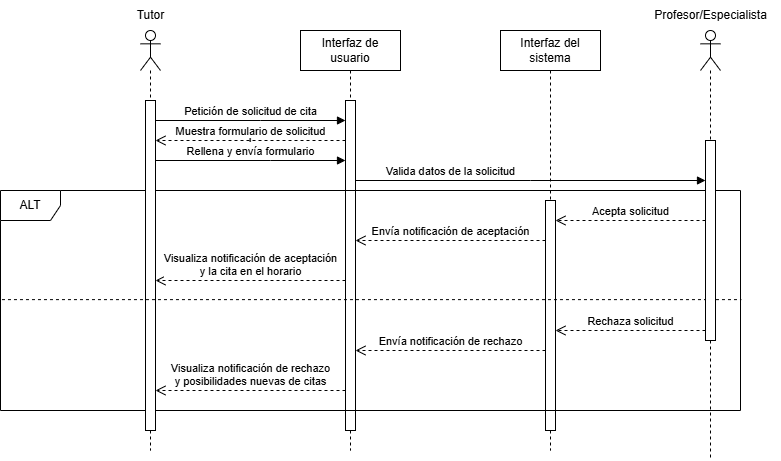 Tutor
Profesor/Especialista
Interfaz de
usuario
Interfaz del
sistema
Petición de solicitud de cita
Muestra formulario de solicitud
Rellena y envía formulario
Valida datos de la solicitud
ALT
Acepta solicitud
Envía notificación de aceptación
Visualiza notificación de aceptación
y la cita en el horario
Rechaza solicitud
Envía notificación de rechazo
Visualiza notificación de rechazo
y posibilidades nuevas de citas